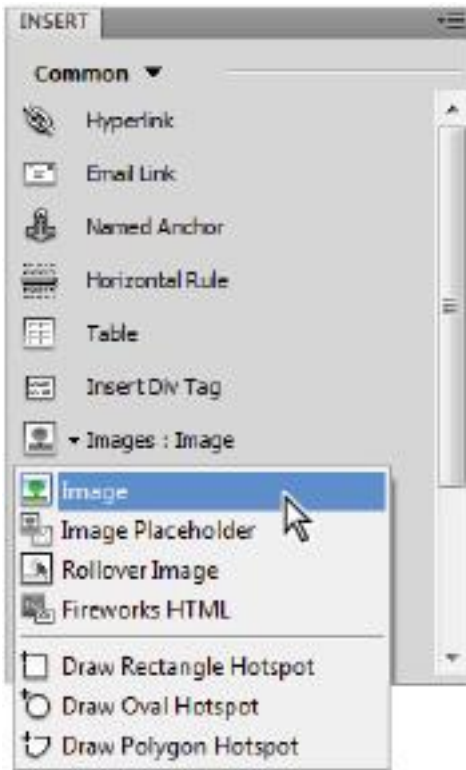 INSERT
Common
Hyperlink
Email Link
Named Anchor
Horizontal Rule
Table
Insert Div Tag
Images : Image
Image
Image Placeholder
Rollover Image
Fireworks HTML
Draw Rectangle Hotspot
Draw Oval Hotspot
Draw Polygon Hotspot